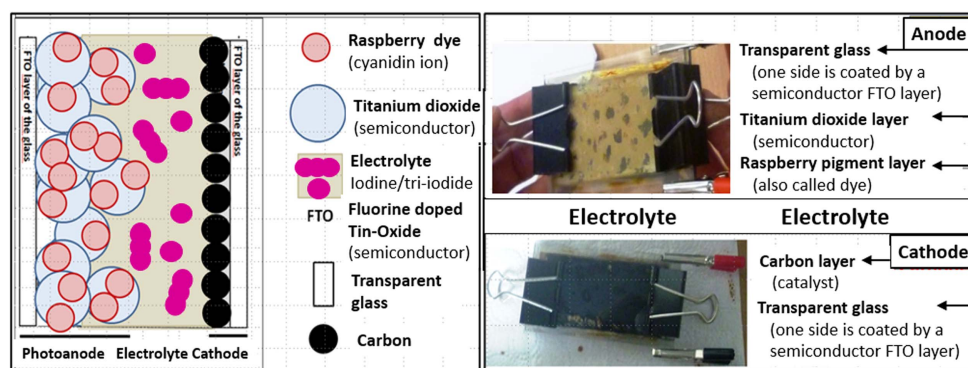 FTO layer of the glass
FTO layer of the glass
Photoanode
Electrolyte
Cathode
Raspberry dye
(cyanidin ion)
Titanium dioxide
(semiconductor)
Electrolyte
Iodine/tri-iodide
FTO
Fluorine doped
Tin-Oxide
(semiconductor)
Transparent
glass
Carbon
Anode
Transparent glass
(one side is coated by a
semiconductor FTO layer)
Titanium dioxide layer
(semiconductor)
Raspberry pigment layer
(also called dye)
Electrolyte
Electrolyte
Cathode
Carbon layer
(catalyst)
Transparent glass
(one side is coated by a
semiconductor FTO layer)